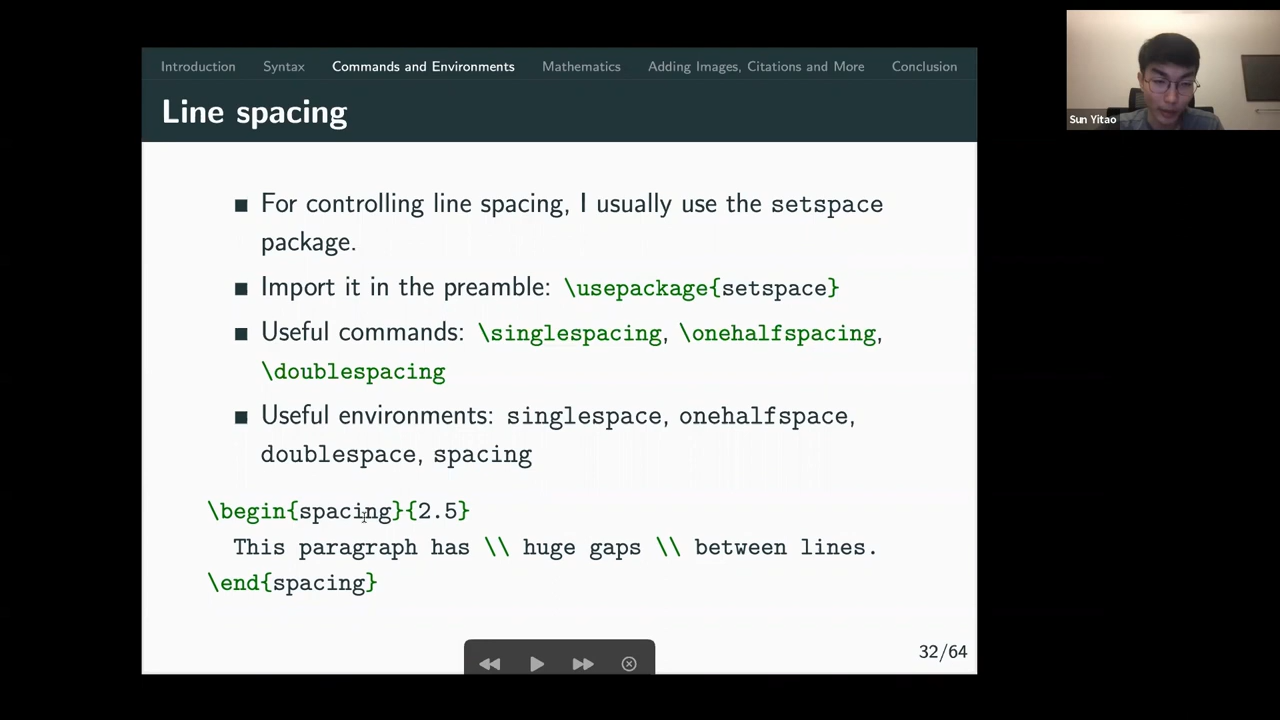 Introduction Syntax Commands and Environments Mathematics Adding Images, Citations and More Conclusion
Line spacing
■ For controlling line spacing, I usually use the setspace
package.
■ Import it in the preamble: \usepackage{setspace}
■ Useful commands: \singlespacing, \onehalfspacing,
\doublespacing
■ Useful environments: singlespace, onehalfspace,
doublespace, spacing
\begin{spacing}{2.5}
This paragraph has \\ huge gaps \\ between lines.
\end{spacing}
32/64
Sun Yitao